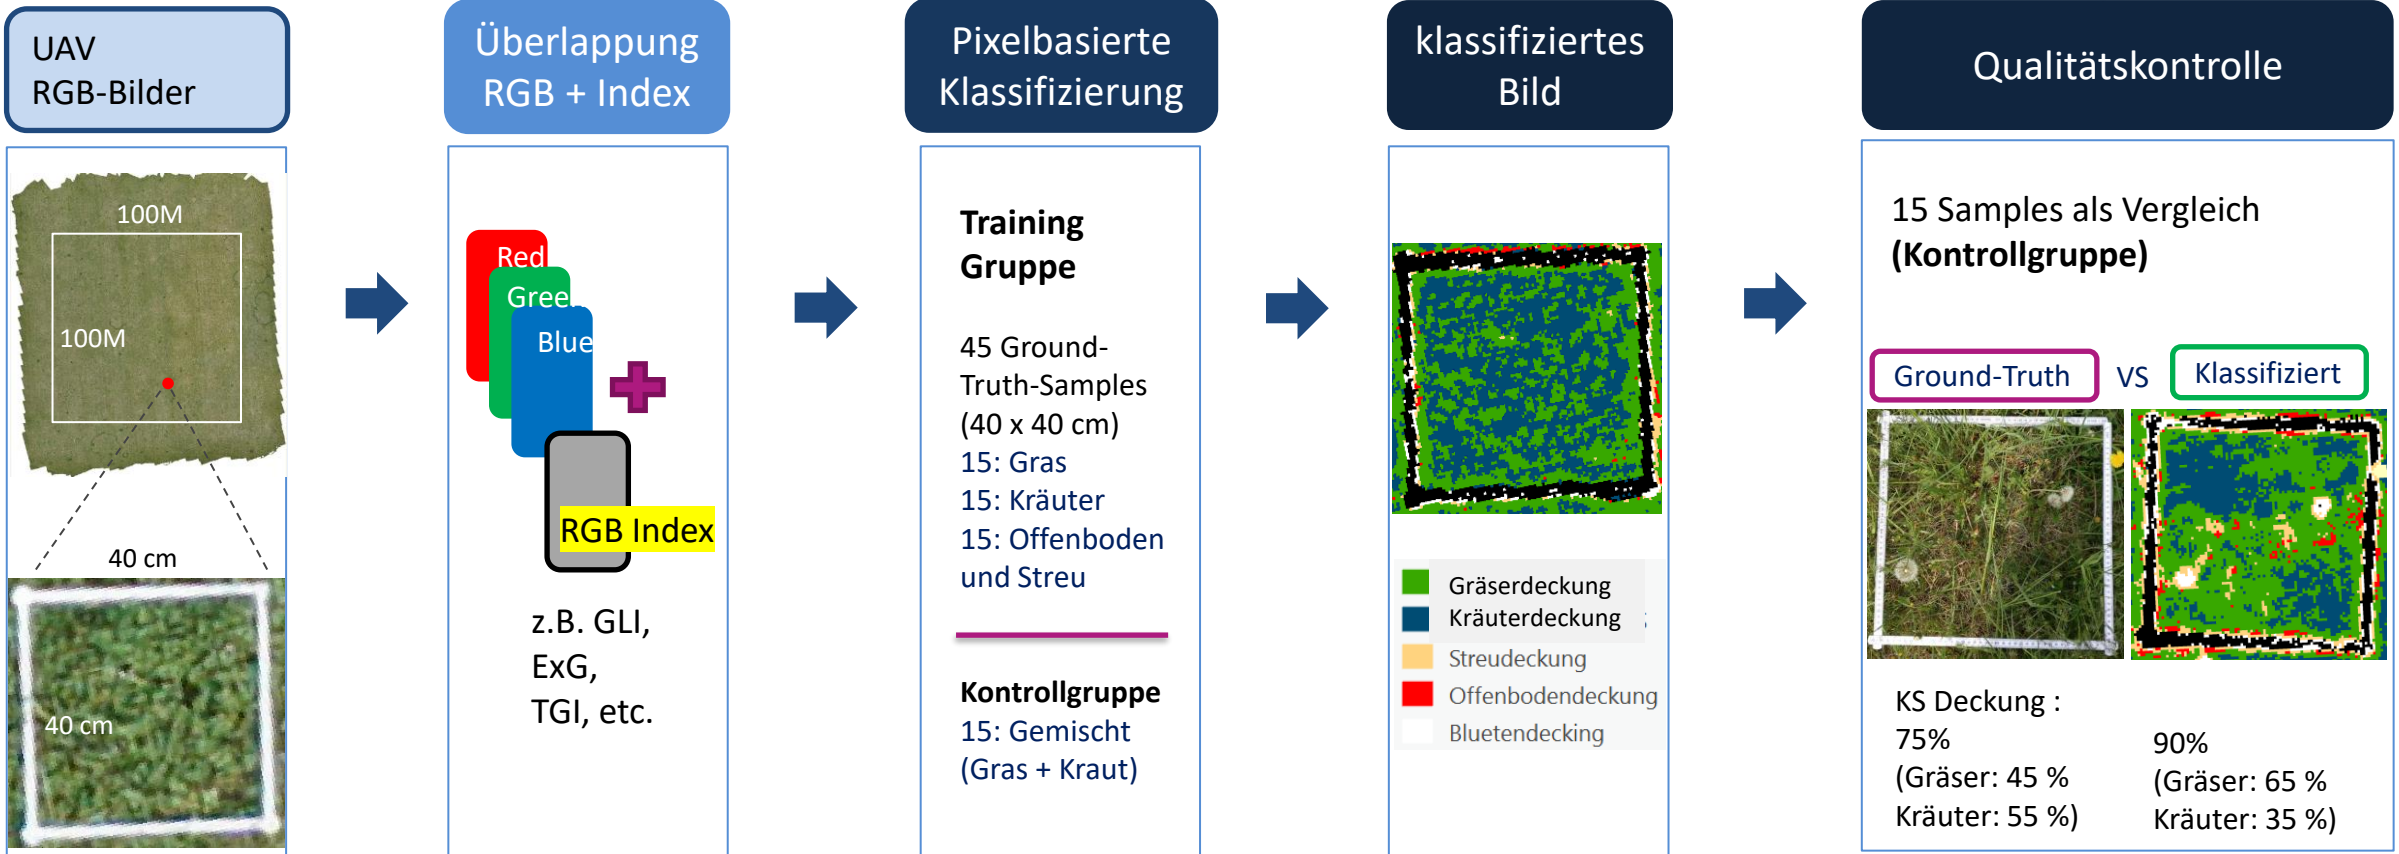 UAV
RGB-Bilder
100M
100M
40 cm
40 cm
Überlappung
RGB + Index
Red
Green
Blue
RGB Index
z.B. GLI,
ExG,
TGI, etc.
Pixelbasierte
Klassifizierung
Training
Gruppe
45 Ground-
Truth-Samples
(40 x 40 cm)
15: Gras
15: Kräuter
15: Offenboden
und Streu
Kontrollgruppe
15: Gemischt
(Gras + Kraut)
klassifiziertes
Bild
Gräserdeckung
Kräuterdeckung
Streudeckung
Offenbodendeckung
Bluetendecking
Qualitätskontrolle
15 Samples als Vergleich
(Kontrollgruppe)
Ground-Truth VS Klassifiziert
KS Deckung :
75%
(Gräser: 45 %
Kräuter: 55 %)
90%
(Gräser: 65 %
Kräuter: 35 %)